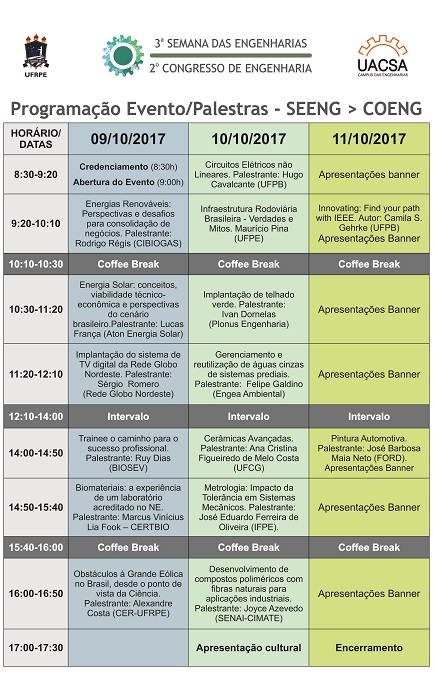 UFRPE
3ª SEMANA DAS ENGENHARIAS
2º CONGRESSO DE ENGENHARIA
UACSA
CAMPUS DAS ENGENHARIAS
Programação Evento/Palestras - SEENG > COENG
HORÁRIO/
DATAS
09/10/2017
10/10/2017
11/10/2017
8:30-9:20
Credenciamento (8:30h)
Abertura do Evento (9:00h)
Circuitos Elétricos não
Lineares. Palestrante: Hugo
Cavalcante (UFPB)
Apresentações banner
9:20-10:10
Energias Renováveis:
Perspectivas e desafios
para consolidação de
negócios. Palestrante:
Rodrigo Régis (CIBIOGAS)
Infraestrutura Rodoviária
Brasileira - Verdades e
Mitos. Maurício Pina
(UFPE)
Innovating: Find your path
with IEEE. Autor: Camila S.
Gehrke (UFPB)
Apresentações Banner
10:10-10:30
Coffee Break
Coffee Break
Coffee Break
10:30-11:20
Energia Solar: conceitos,
viabilidade técnico-
econômica e perspectivas
do cenário
brasileiro.Palestrante: Lucas
França (Aton Energia Solar)
Implantação de telhado
verde. Palestrante:
Ivan Dornelas
(Plonus Engenharia)
Apresentações Banner
11:20-12:10
Implantação do sistema de
TV digital da Rede Globo
Nordeste. Palestrante:
Sérgio Romero
(Rede Globo Nordeste)
Gerenciamento e
reutilização de águas cinzas
de sistemas prediais.
Palestrante: Felipe Galdino
(Engea Ambiental)
Apresentações Banner
12:10-14:00
Intervalo
Intervalo
Intervalo
14:00-14:50
Trainee o caminho para o
sucesso profissional.
Palestrante: Ruy Dias
(BIOSEV)
Cerâmicas Avançadas.
Palestrante: Ana Cristina
Figueiredo de Melo Costa
(UFCG)
Pintura Automotiva.
Palestrante: José Barbosa
Maia Neto (FORD).
Apresentações Banner
14:50-15:40
Biomateriais: a experiência
de um laboratório
acreditado no NE.
Palestrante: Marcus Vinícius
Lia Fook – CERTBIO
Metrologia: Impacto da
Tolerância em Sistemas
Mecânicos. Palestrante:
José Eduardo Ferreira de
Oliveira (IFPE).
Apresentações Banner
15:40-16:00
Coffee Break
Coffee Break
Coffee Break
16:00-16:50
Obstáculos à Grande Eólica
no Brasil, desde o ponto de
vista da Ciência.
Palestrante: Alexandre
Costa (CER-UFRPE)
Desenvolvimento de
compostos poliméricos com
fibras naturais para
aplicações industriais.
Palestrante: Joyce Azevedo
(SENAI-CIMATE)
Apresentações Banner
17:00-17:30
Apresentação cultural
Encerramento